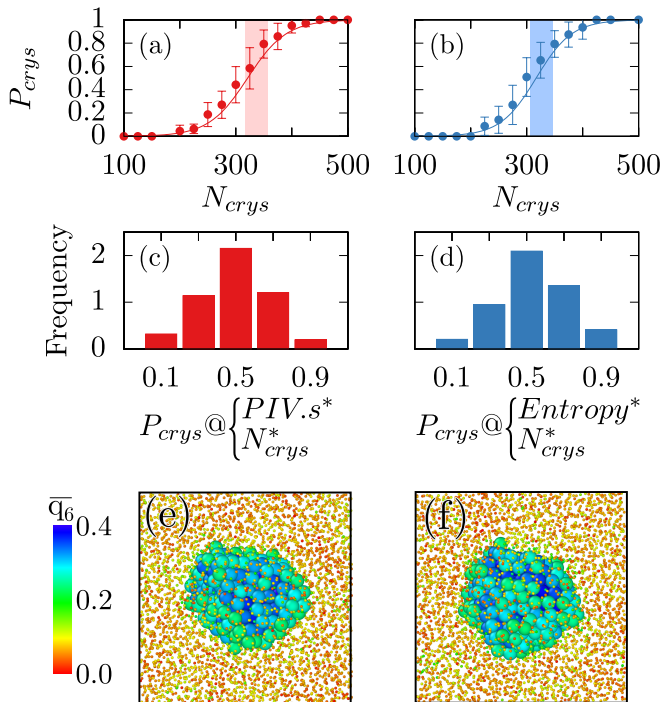 (a)
(b)
P_crys
1
0.8
0.6
0.4
0.2
0
100 300 500
100 300 500
N_crys
N_crys
(c)
(d)
Frequency
2
1
0
0.1 0.5 0.9
0.1 0.5 0.9
P_crys@{PIV.s*
N*_crys
P_crys@{Entropy*
N*_crys
q̅6
0.4
0.2
0.0
(e)
(f)